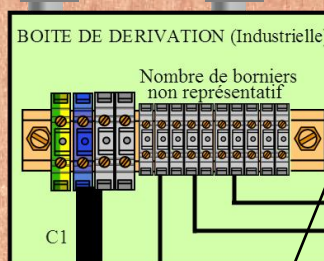 BOITE DE DERIVATION (Industrielle
Nombre de borniers
non représentatif
C1